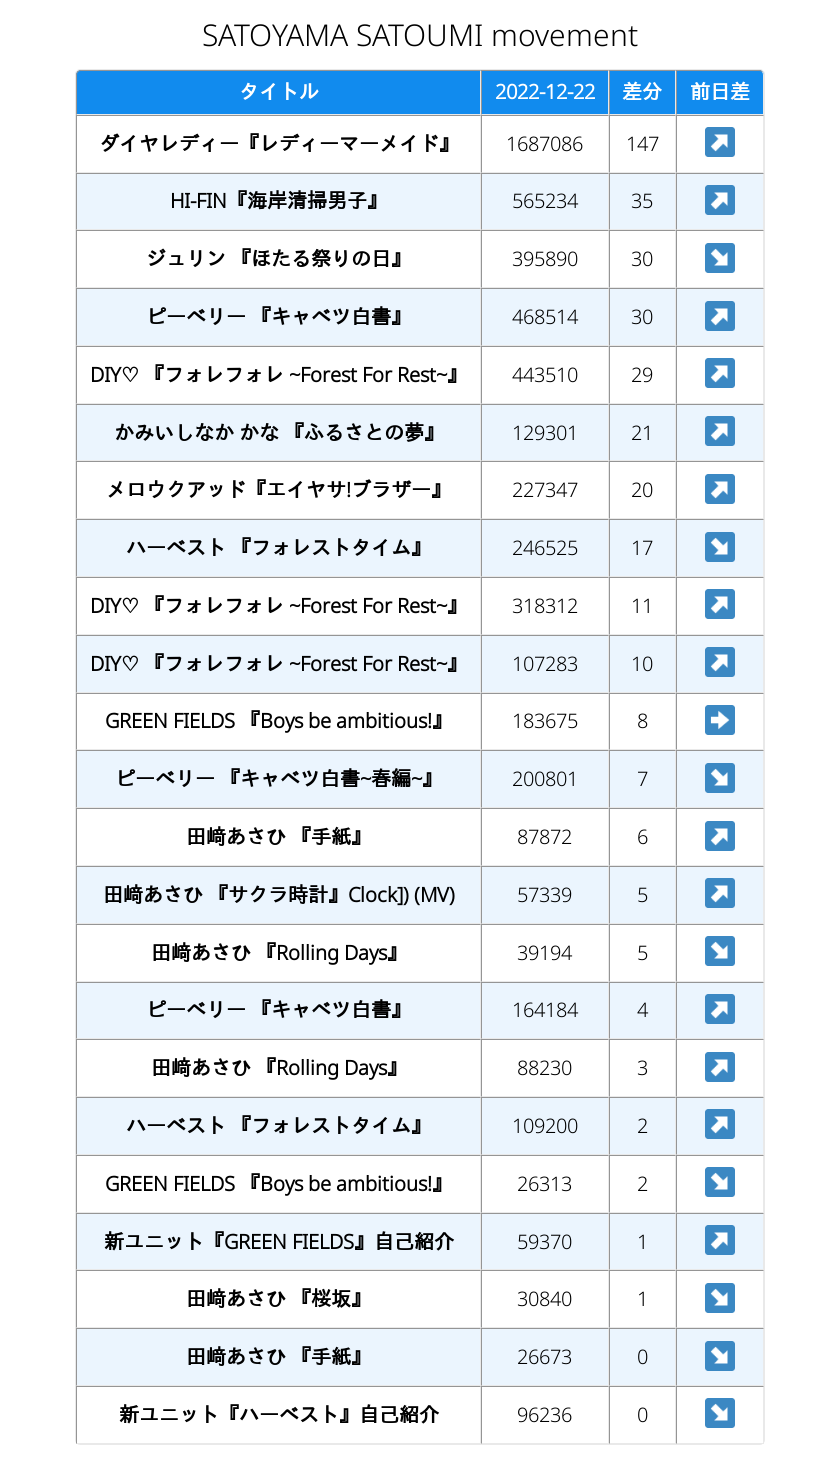 SATOYAMA SATOUMI movement
タイトル 2022-12-22 差分 前日差
ダイヤレディー『レディーマーメイド』 1687086 147 ↗
HI-FIN『海岸清掃男子』 565234 35 ↗
ジュリン 『ほたる祭りの日』 395890 30 ↘
ピーベリー 『キャベツ白書』 468514 30 ↗
DIY♡ 『フォレフォレ ~Forest For Rest~』 443510 29 ↗
かみいしなか かな 『ふるさとの夢』 129301 21 ↗
メロウクアッド『エイヤサ!ブラザー』 227347 20 ↗
ハーベスト 『フォレストタイム』 246525 17 ↘
DIY♡ 『フォレフォレ ~Forest For Rest~』 318312 11 ↗
DIY♡ 『フォレフォレ ~Forest For Rest~』 107283 10 ↗
GREEN FIELDS 『Boys be ambitious!』 183675 8 →
ピーベリー 『キャベツ白書~春編~』 200801 7 ↘
田﨑あさひ 『手紙』 87872 6 ↗
田﨑あさひ 『サクラ時計』Clock]) (MV) 57339 5 ↗
田﨑あさひ 『Rolling Days』 39194 5 ↘
ピーベリー 『キャベツ白書』 164184 4 ↗
田﨑あさひ 『Rolling Days』 88230 3 ↗
ハーベスト 『フォレストタイム』 109200 2 ↗
GREEN FIELDS 『Boys be ambitious!』 26313 2 ↘
新ユニット『GREEN FIELDS』自己紹介 59370 1 ↗
田﨑あさひ 『桜坂』 30840 1 ↘
田﨑あさひ 『手紙』 26673 0 ↘
新ユニット『ハーベスト』自己紹介 96236 0 ↘